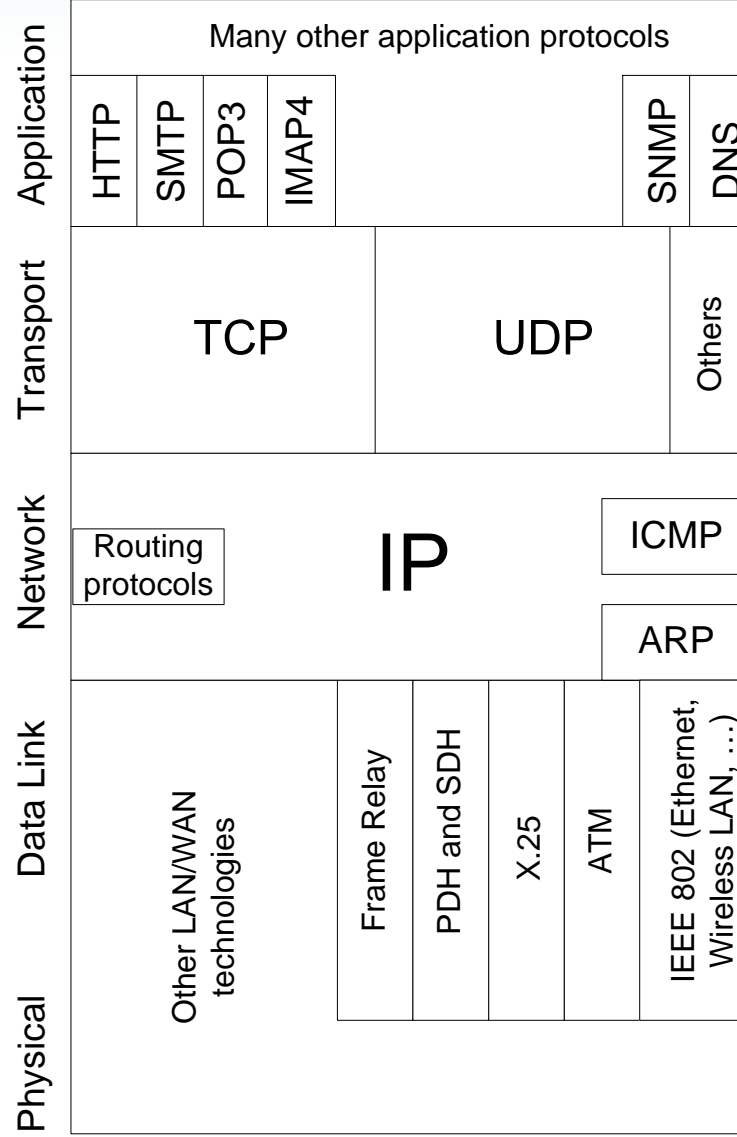 Application
Many other application protocols
HTTP
SMTP
POP3
IMAP4
SNMP
DNS
Transport
TCP
UDP
Others
Network
Routing
protocols
IP
ICMP
ARP
Data Link
Physical
Other LAN/WAN
technologies
Frame Relay
PDH and SDH
X.25
ATM
IEEE 802 (Ethernet,
Wireless LAN, …)